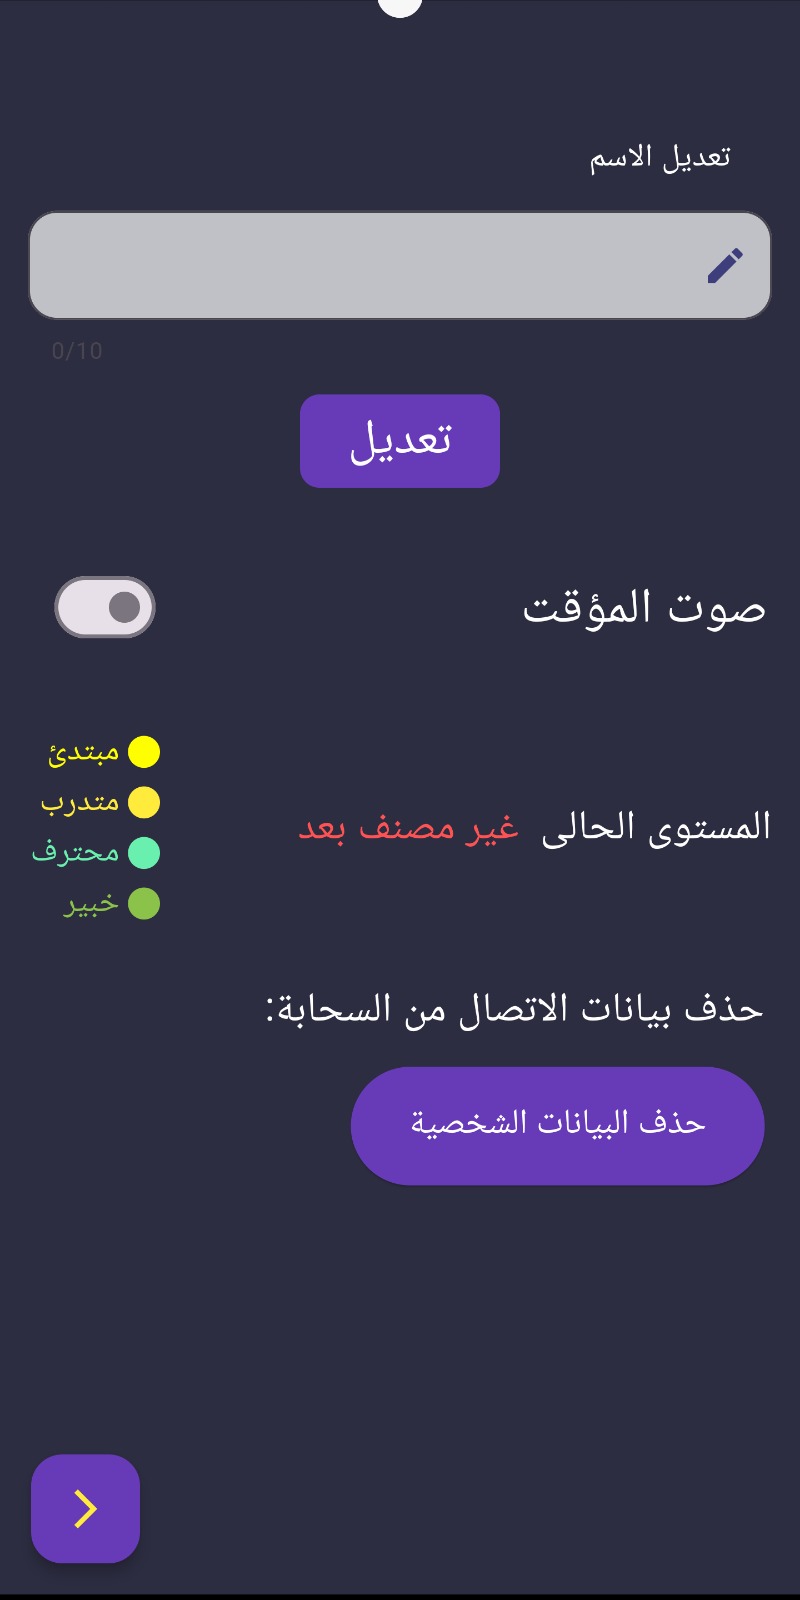 تعديل الاسم
0/10
تعديل
صوت المؤقت
المستوى الحالى غير مصنف بعد
مبتدئ
متدرب
محترف
خبير
حذف بيانات الاتصال من السحابة:
حذف البيانات الشخصية